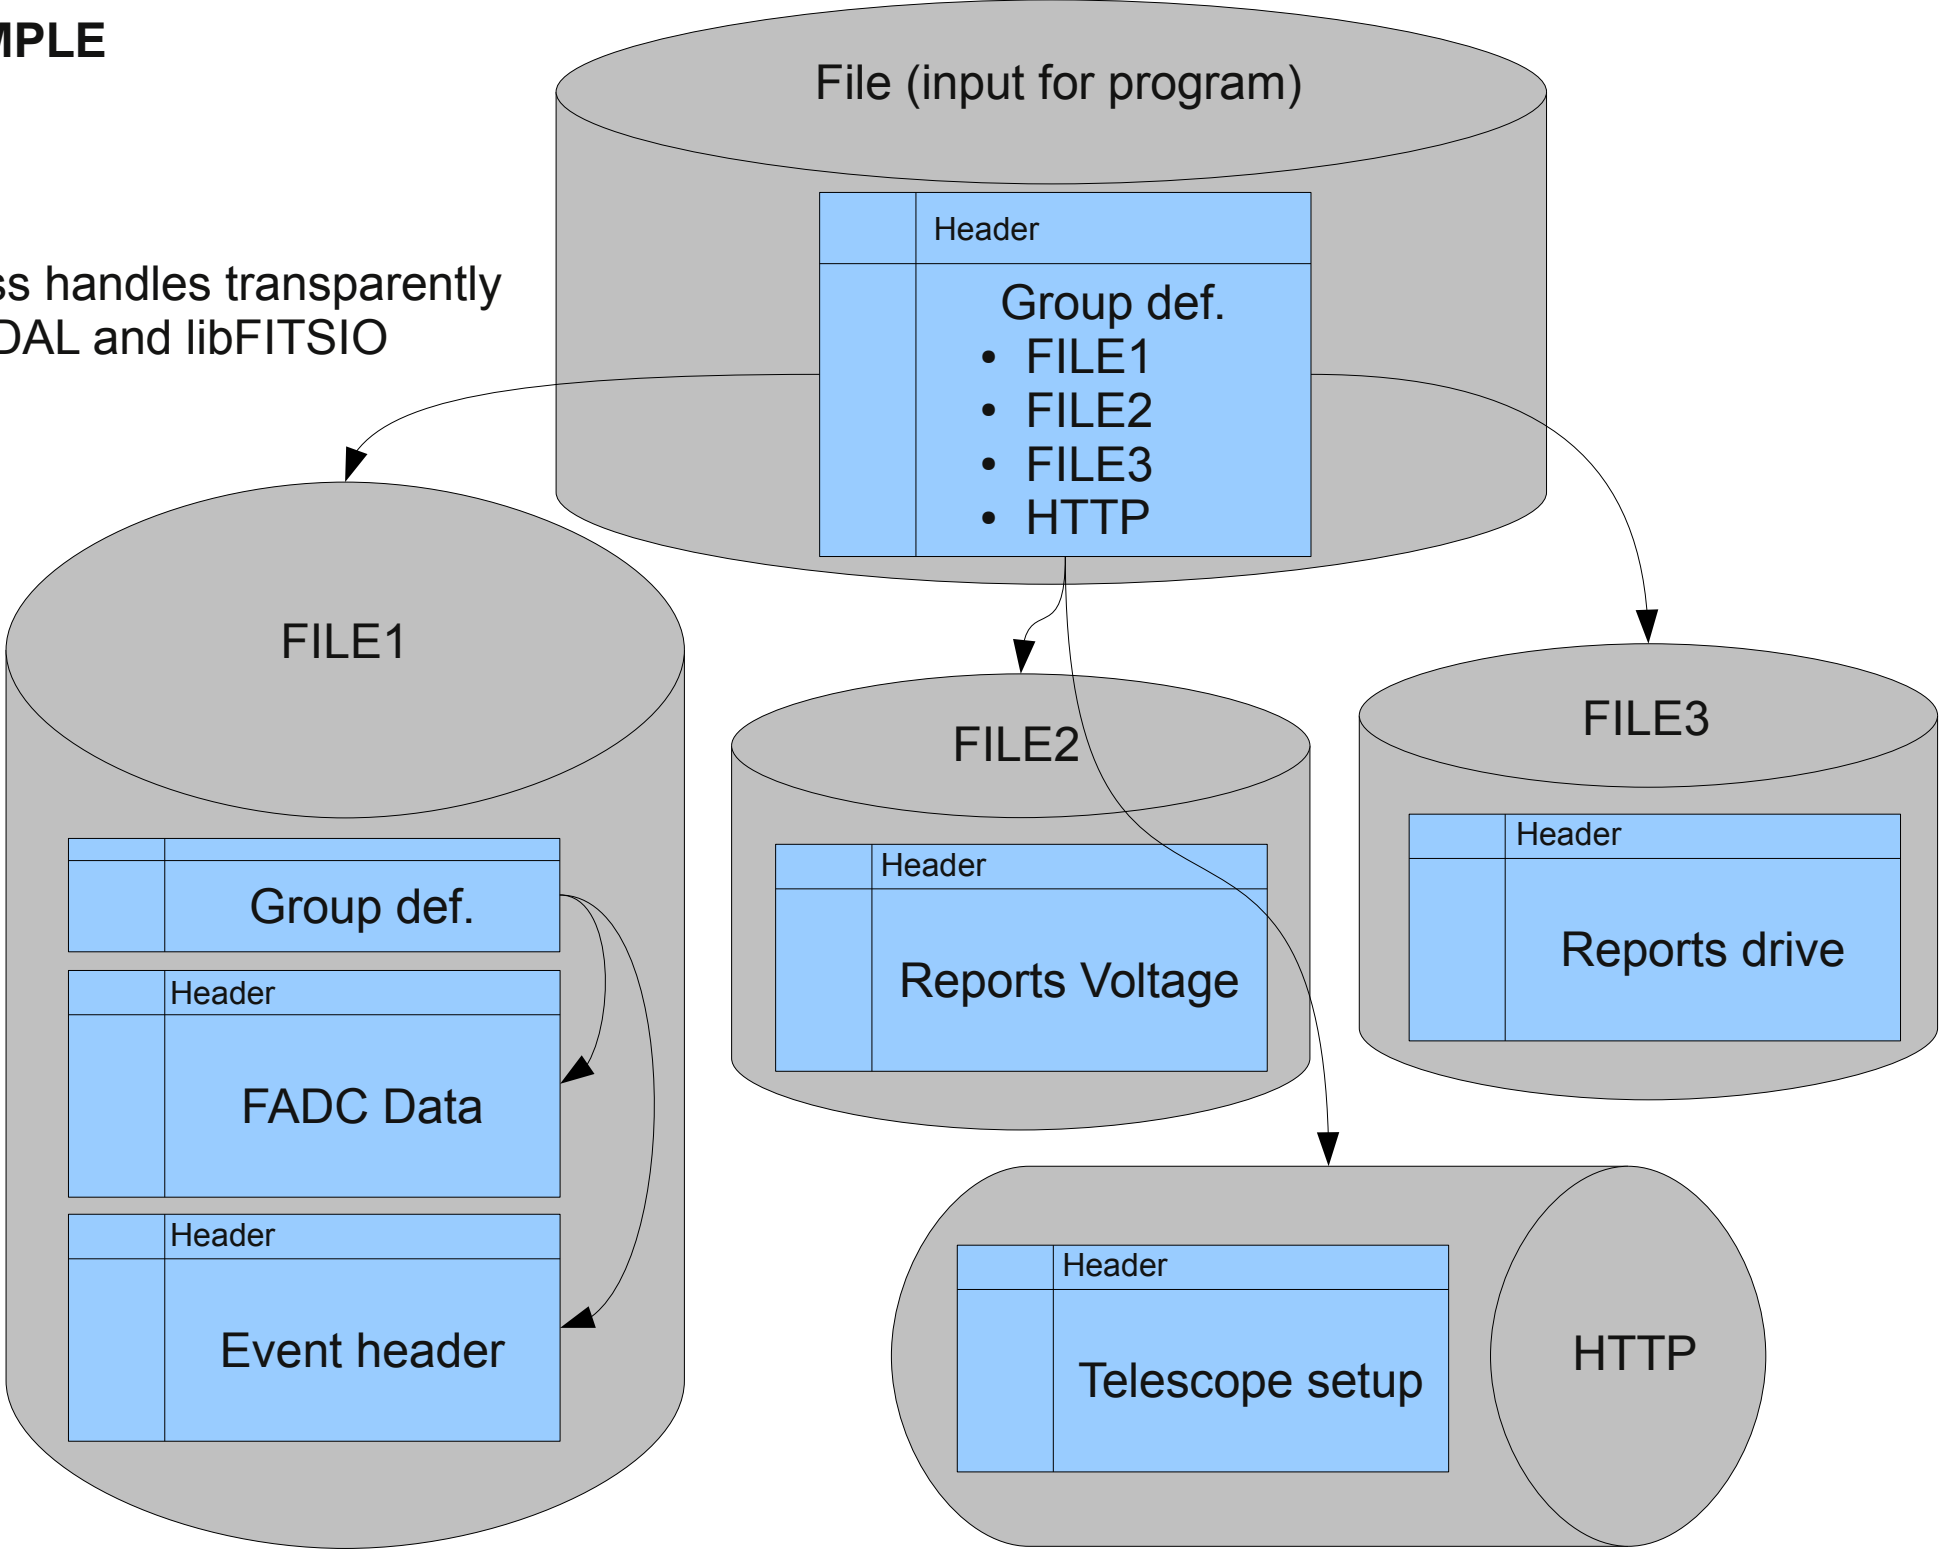 MPLE
File (input for program)
Header
ss handles transparently
DAL and libFITSIO
Group def.
• FILE1
• FILE2
• FILE3
• HTTP
FILE1
Group def.
Header
FADC Data
Header
Event header
FILE2
Header
Reports Voltage
FILE3
Header
Reports drive
Header
Telescope setup
HTTP